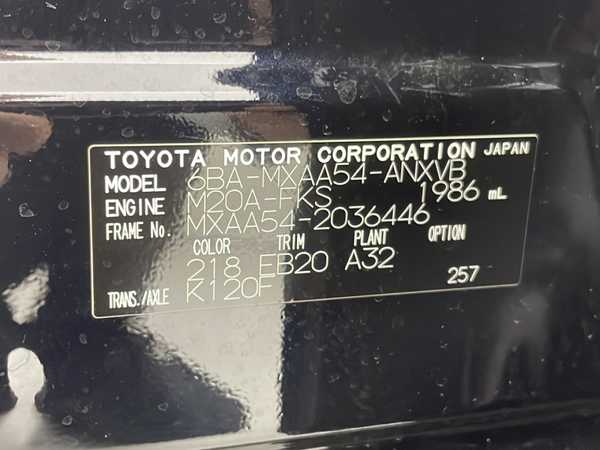 TOYOTA MOTOR CORPORATION JAPAN
MODEL 6BA-MXAA54-ANXVB
ENGINE M20A-FKS 1986 mL
FRAME No. MXAA54-2036446
COLOR TRIM PLANT OPTION
218 EB20 A32
TRANS./AXLE K120F 257